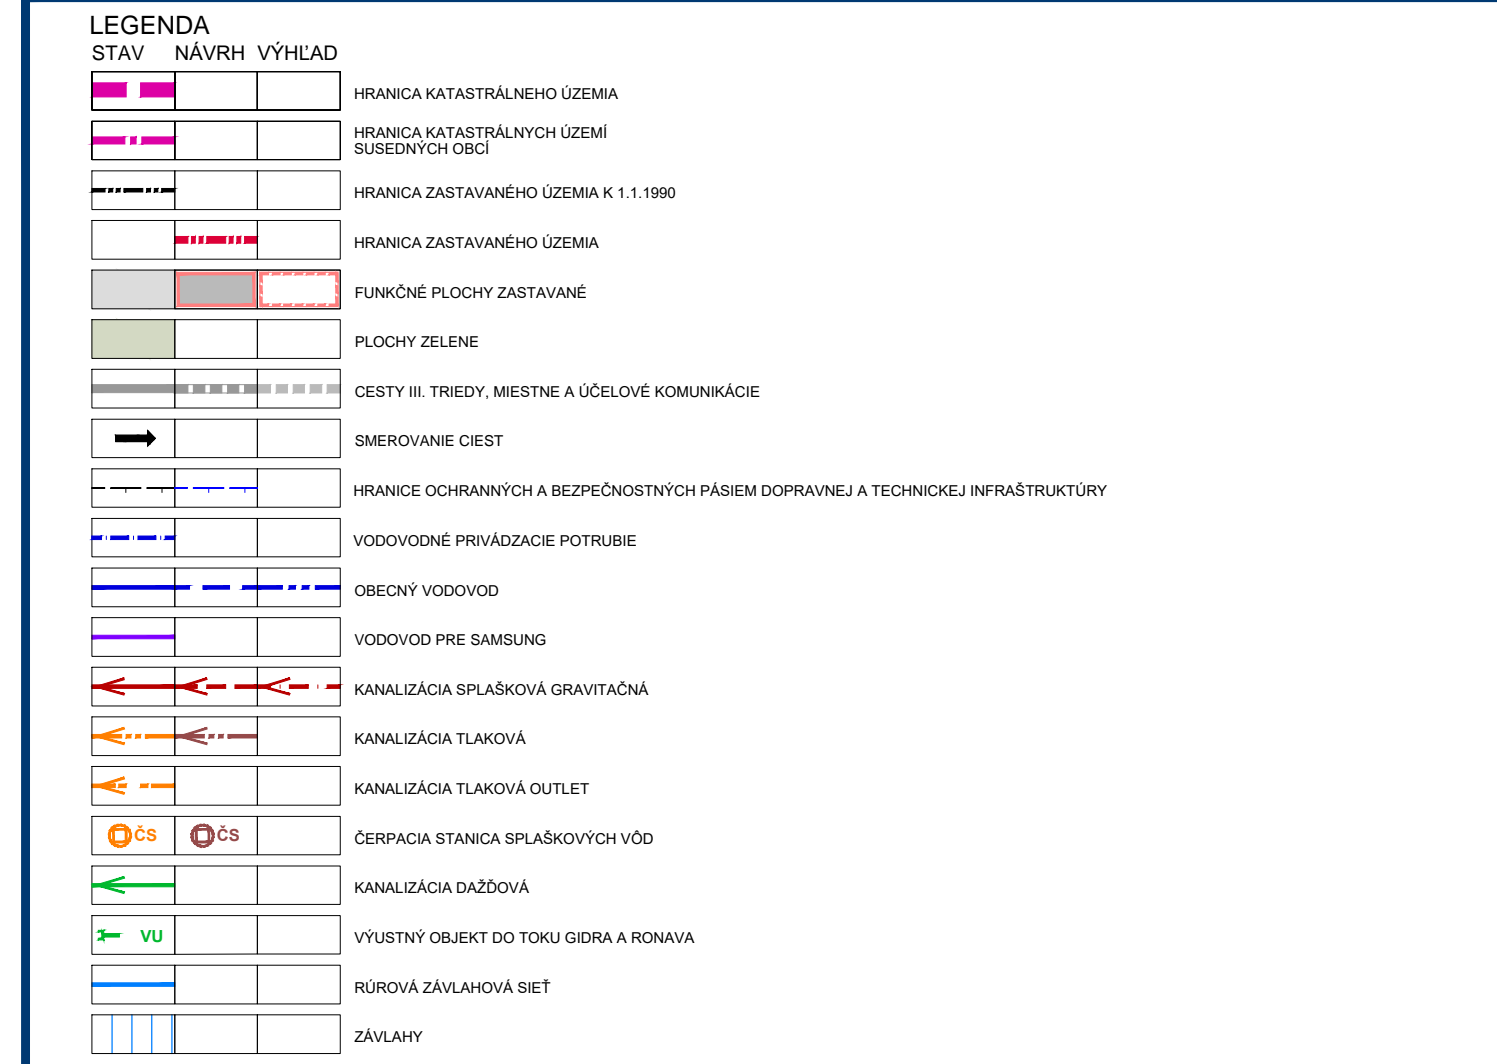 LEGENDA
STAV NÁVRH VÝHĽAD
HRANICA KATASTRÁLNEHO ÚZEMIA
HRANICA KATASTRÁLNYCH ÚZEMÍ
SUSEDNÝCH OBCÍ
HRANICA ZASTAVANÉHO ÚZEMIA K 1.1.1990
HRANICA ZASTAVANÉHO ÚZEMIA
FUNKČNÉ PLOCHY ZASTAVANÉ
PLOCHY ZELENE
CESTY III. TRIEDY, MIESTNE A ÚČELOVÉ KOMUNIKÁCIE
SMEROVANIE CIEST
HRANICE OCHRANNÝCH A BEZPEČNOSTNÝCH PÁSIEM DOPRAVNEJ A TECHNICKEJ INFRAŠTRUKTÚRY
VODOVODNÉ PRIVÁDZACIE POTRUBIE
OBECNÝ VODOVOD
VODOVOD PRE SAMSUNG
KANALIZÁCIA SPLAŠKOVÁ GRAVITAČNÁ
KANALIZÁCIA TLAKOVÁ
KANALIZÁCIA TLAKOVÁ OUTLET
ČS ČS ČERPACIA STANICA SPLAŠKOVÝCH VÔD
KANALIZÁCIA DAŽĎOVÁ
VU VÝUSTNÝ OBJEKT DO TOKU GIDRA A RONAVA
RÚROVÁ ZÁVLAHOVÁ SIEŤ
ZÁVLAHY